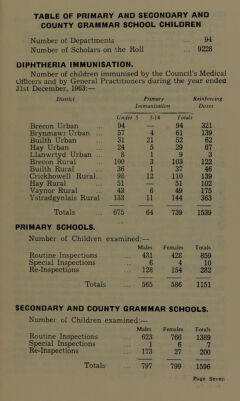 TABLE OF PRIMARY AND SECONDARY AND
COUNTY GRAMMAR SCHOOL CHILDREN
Number of Departments ... 94
Number of Scholars on the Roll ... 9228
DIPHTHERIA IMMUNISATION.
Number of children immunised by the Council's Medical
Officers and by General Practitioners during the year ended
31st December, 1963:—
District Primary Immunisation Reinforcing Doses
Under 5 5-14 Totals
Brecon Urban ... 94 — 94 321
Brynmawr Urban ... 57 4 61 139
Builth Urban ... 31 21 52 62
Hay Urban ... 24 5 29 67
Llanwrtyd Urban ... 8 1 9 3
Brecon Rural ... 100 3 103 122
Builth Rural ... 36 1 37 46
Crickhowell Rural ... 98 12 110 139
Hay Rural ... 51 — 51 102
Vaynor Rural ... 43 6 49 175
Ystradgynlais Rural ... 133 11 144 363
Totals 675 64 739 1539
PRIMARY SCHOOLS.
Number of Children examined:—
Males Females Totals
Routine Inspections ... 431 428 859
Special Inspections ... 6 4 10
Re-Inspections ... 128 154 282
Totals ... 565 586 1151
SECONDARY AND COUNTY GRAMMAR SCHOOLS.
Number of Children examined:—
Males Females Totals
Routine Inspections ... 623 766 1389
Special Inspections ... 1 6 7
Re-Inspections ... 173 27 200
Totals ... 797 799 1596
Page Seven